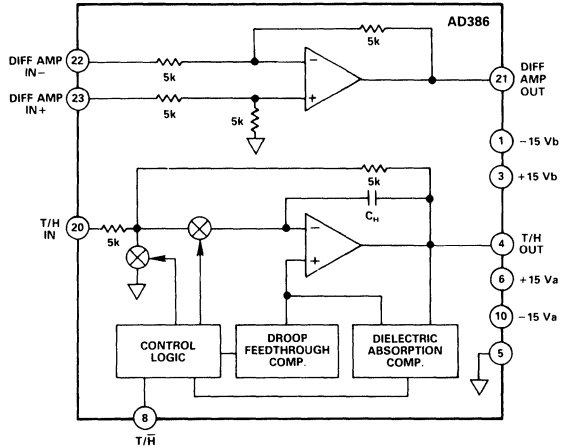 AD386
5k
22
DIFF AMP
IN−
5k
−
21
DIFF
AMP
OUT
23
DIFF AMP
IN+
5k
+
5k
1
−15 Vb
3
+15 Vb
5k
C_H
20
T/H
IN
5k
−
4
T/H
OUT
+
6
+15 Va
10
−15 Va
CONTROL
LOGIC
DROOP
FEEDTHROUGH
COMP.
DIELECTRIC
ABSORPTION
COMP.
5
8
T/H̅